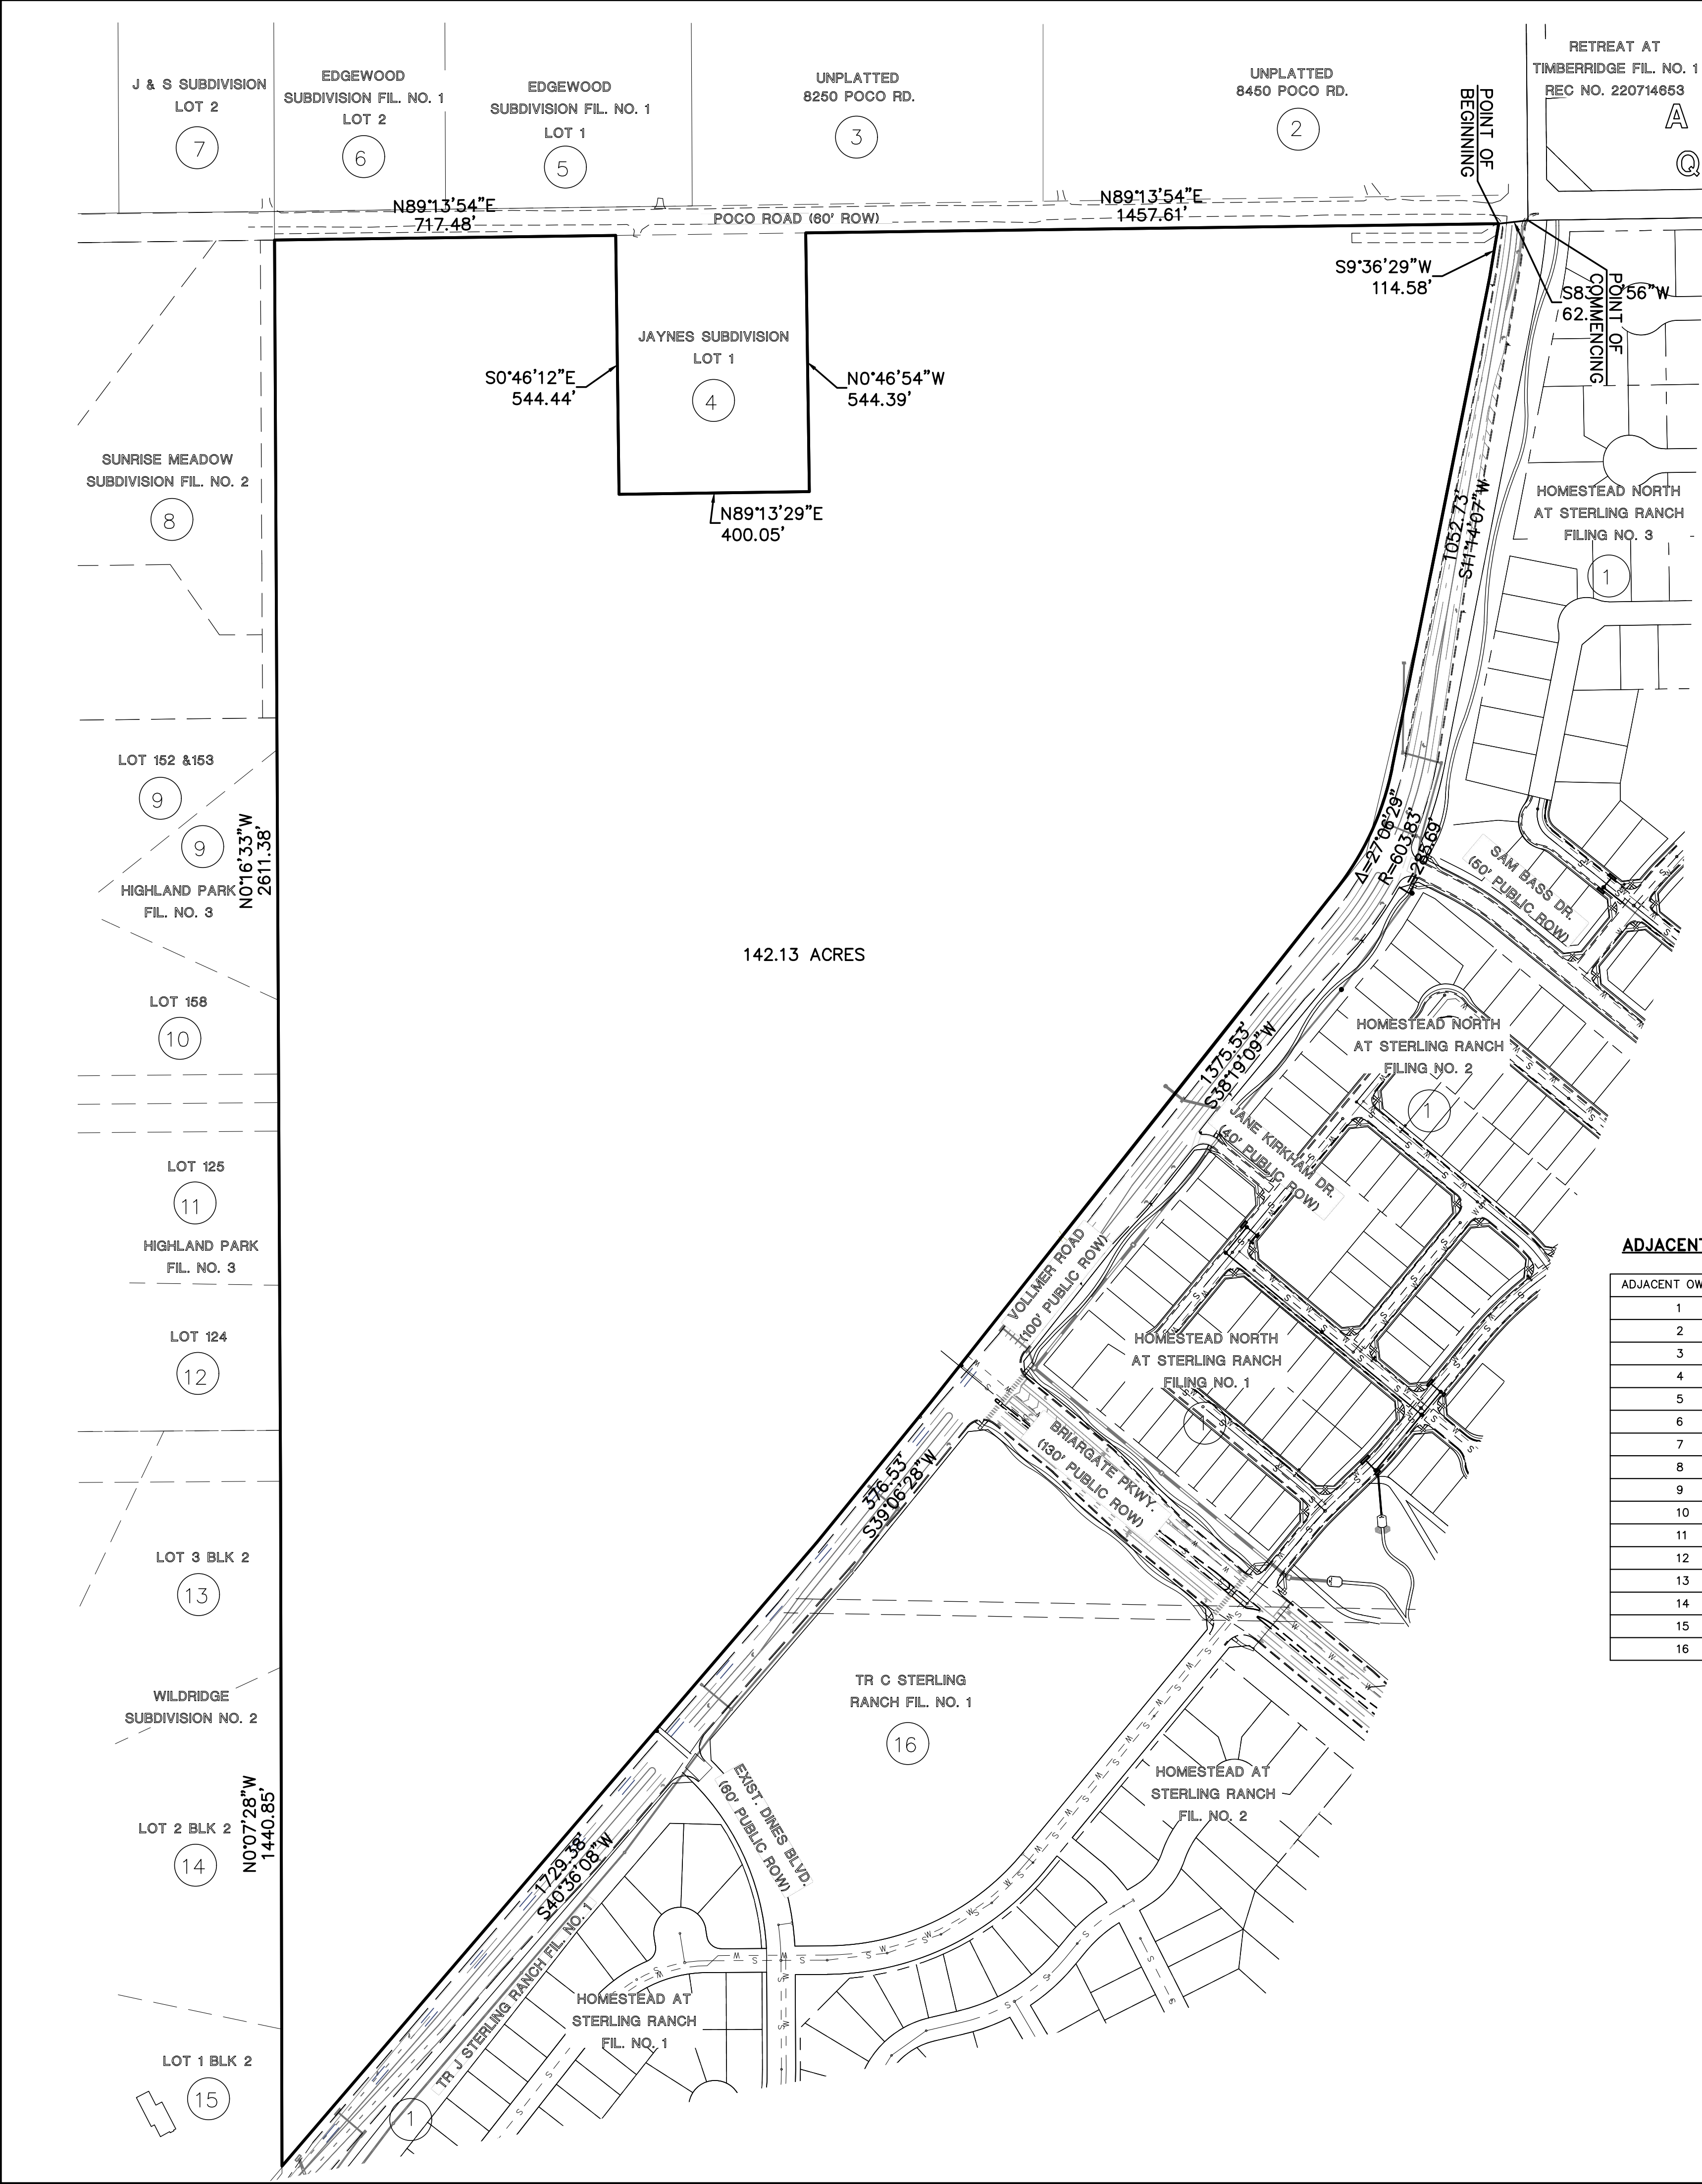 J & S SUBDIVISION
LOT 2
7
EDGEWOOD
SUBDIVISION FIL. NO. 1
LOT 2
6
EDGEWOOD
SUBDIVISION FIL. NO. 1
LOT 1
5
UNPLATTED
8250 POCO RD.
3
UNPLATTED
8450 POCO RD.
2
POINT OF
BEGINNING
RETREAT AT
TIMBERRIDGE FIL. NO. 1
REC NO. 220714653
A
Q
N89°13'54"E
717.48'
POCO ROAD (60' ROW)
N89°13'54"E
1457.61'
S9°36'29"W
114.58'
POINT OF
COMMENCING
JAYNES SUBDIVISION
LOT 1
4
S0°46'12"E
544.44'
N0°46'54"W
544.39'
N89°13'29"E
400.05'
SUNRISE MEADOW
SUBDIVISION FIL. NO. 2
8
1052.73'
S11°14'07"W
HOMESTEAD NORTH
AT STERLING RANCH
FILING NO. 3
1
LOT 152 &153
9
9
HIGHLAND PARK
FIL. NO. 3
N0°16'33"W
2611.38'
Δ=27°06'29"
R=603.83'
SAM BASS DR.
(50' PUBLIC ROW)
142.13 ACRES
LOT 158
10
1375.53'
S38°19'09"W
HOMESTEAD NORTH
AT STERLING RANCH
FILING NO. 2
1
JANE KIRKHAM DR.
(40' PUBLIC ROW)
LOT 125
11
HIGHLAND PARK
FIL. NO. 3
VOLLMER ROAD
(100' PUBLIC ROW)
ADJACENT
ADJACENT OW
1
2
3
4
5
6
7
8
9
10
11
12
13
14
15
16
LOT 124
12
HOMESTEAD NORTH
AT STERLING RANCH
FILING NO. 1
1
BRIARGATE PKWY.
(130' PUBLIC ROW)
376.53'
S39°06'28"W
LOT 3 BLK 2
13
WILDRIDGE
SUBDIVISION NO. 2
TR C STERLING
RANCH FIL. NO. 1
16
HOMESTEAD AT
STERLING RANCH
FIL. NO. 2
EXIST. DINES BLVD.
(60' PUBLIC ROW)
LOT 2 BLK 2
14
N0°07'28"W
1440.85'
1729.38'
S40°36'08"W
TR J STERLING RANCH FIL. NO. 1
HOMESTEAD AT
STERLING RANCH
FIL. NO. 1
LOT 1 BLK 2
15
1